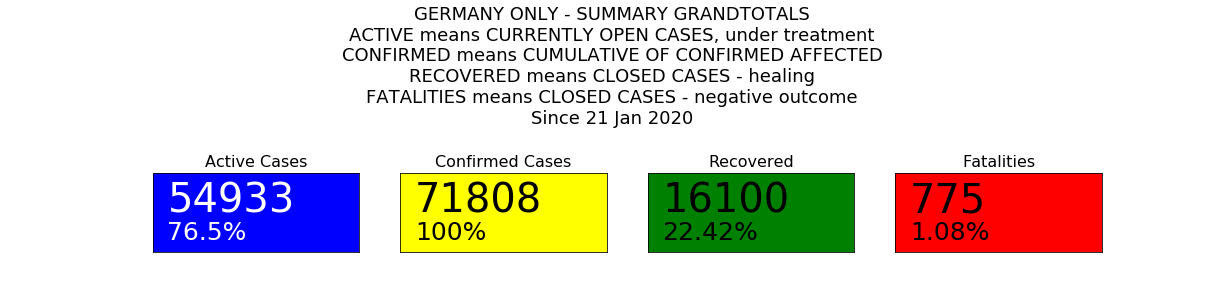 GERMANY ONLY - SUMMARY GRANDTOTALS
ACTIVE means CURRENTLY OPEN CASES, under treatment
CONFIRMED means CUMULATIVE OF CONFIRMED AFFECTED
RECOVERED means CLOSED CASES - healing
FATALITIES means CLOSED CASES - negative outcome
Since 21 Jan 2020
Active Cases
54933
76.5%
Confirmed Cases
71808
100%
Recovered
16100
22.42%
Fatalities
775
1.08%